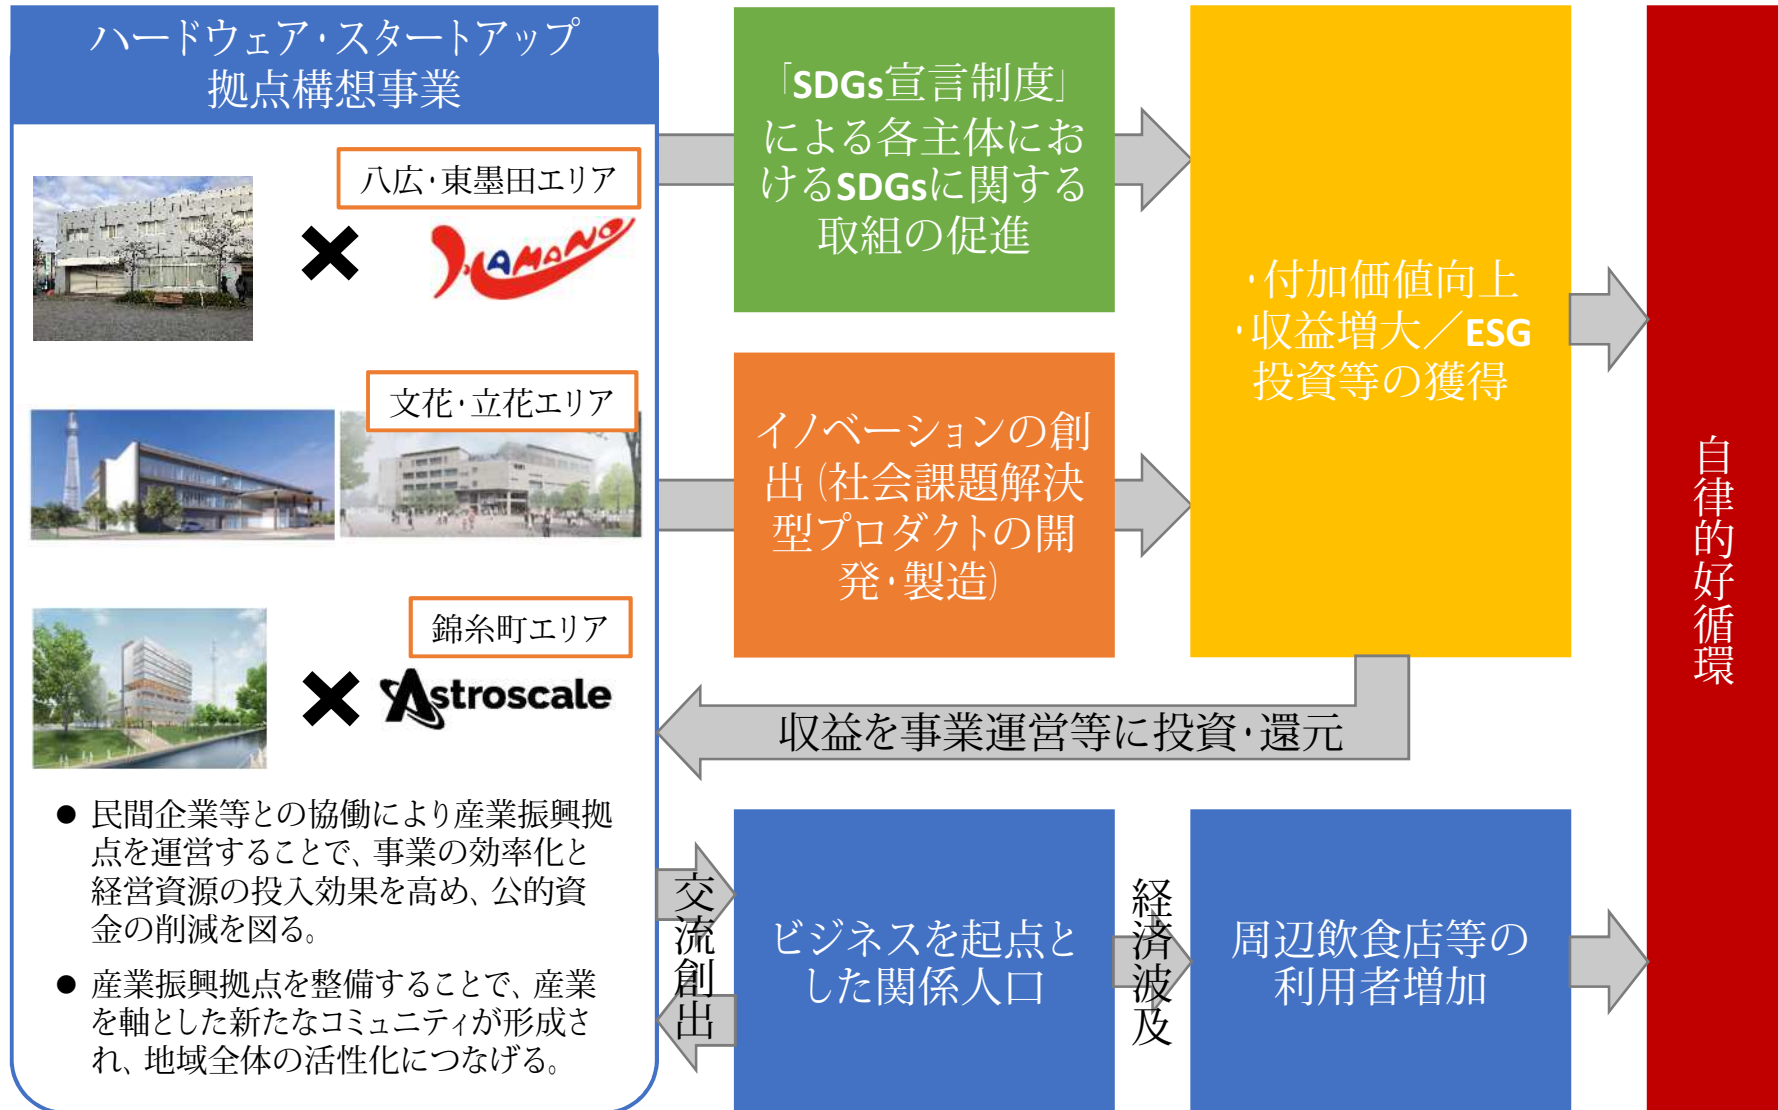 ハードウェア・スタートアップ
拠点構想事業
八広・東墨田エリア
HAMANO
文花・立花エリア
錦糸町エリア
Astroscale
● 民間企業等との協働により産業振興拠
点を運営することで、事業の効率化と
経営資源の投入効果を高め、公的資
金の削減を図る。
● 産業振興拠点を整備することで、産業
を軸とした新たなコミュニティが形成さ
れ、地域全体の活性化につなげる。
「SDGs宣言制度」
による各主体にお
けるSDGsに関する
取組の促進
イノベーションの創
出（社会課題解決
型プロダクトの開
発・製造）
・付加価値向上
・収益増大／ESG
投資等の獲得
収益を事業運営等に投資・還元
交流創出
ビジネスを起点と
した関係人口
経済波及
周辺飲食店等の
利用者増加
自律的好循環